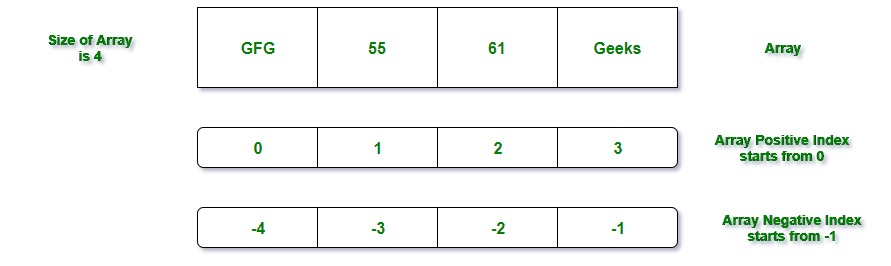 Size of Array
is 4
GFG 55 61 Geeks
Array
0 1 2 3
Array Positive Index
starts from 0
-4 -3 -2 -1
Array Negative Index
starts from -1